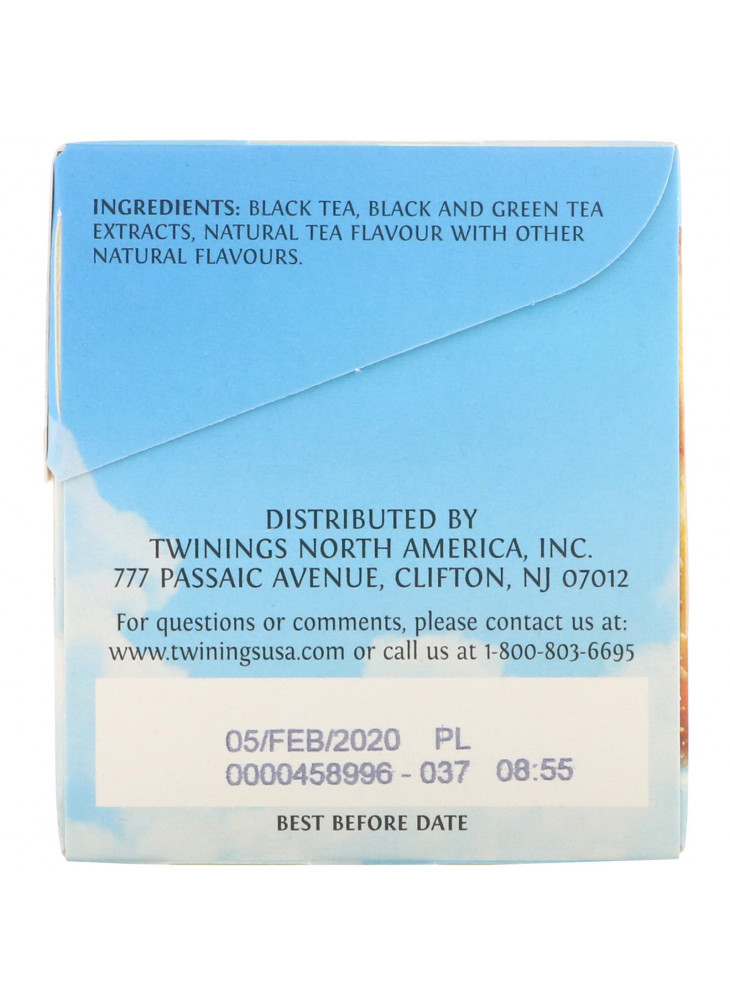 INGREDIENTS: BLACK TEA, BLACK AND GREEN TEA
EXTRACTS, NATURAL TEA FLAVOUR WITH OTHER
NATURAL FLAVOURS.
DISTRIBUTED BY
TWININGS NORTH AMERICA, INC.
777 PASSAIC AVENUE, CLIFTON, NJ 07012
For questions or comments, please contact us at:
www.twiningsusa.com or call us at 1-800-803-6695
05/FEB/2020 PL
0000458996 - 037 08:55
BEST BEFORE DATE